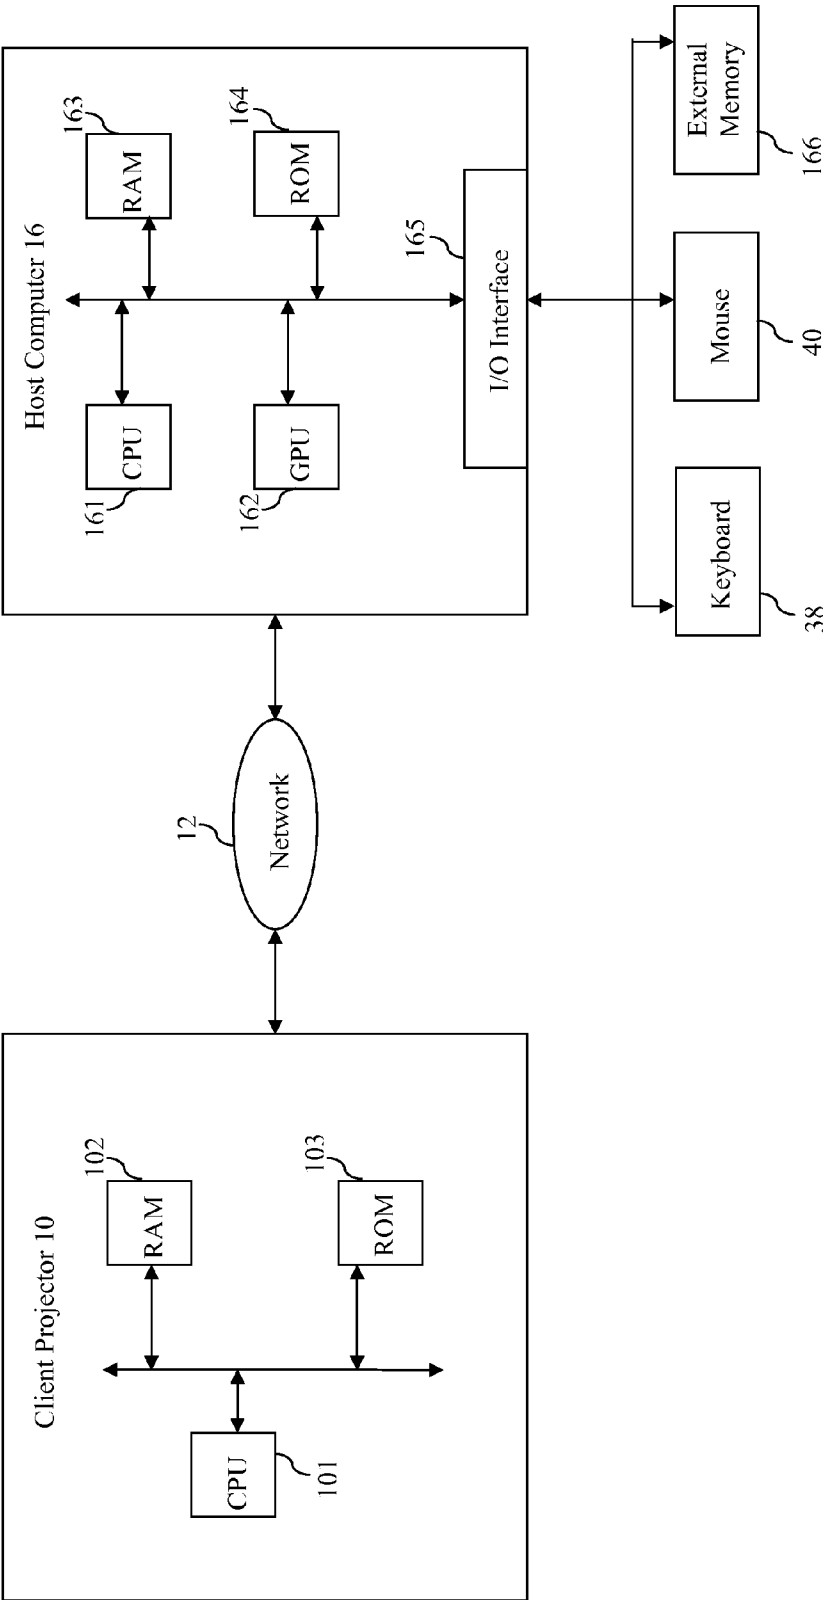 Client Projector 10
CPU
101
RAM
102
ROM
103
12
Network
Host Computer 16
CPU
161
RAM
163
GPU
162
ROM
164
I/O Interface
165
Keyboard
38
Mouse
40
External
Memory
166